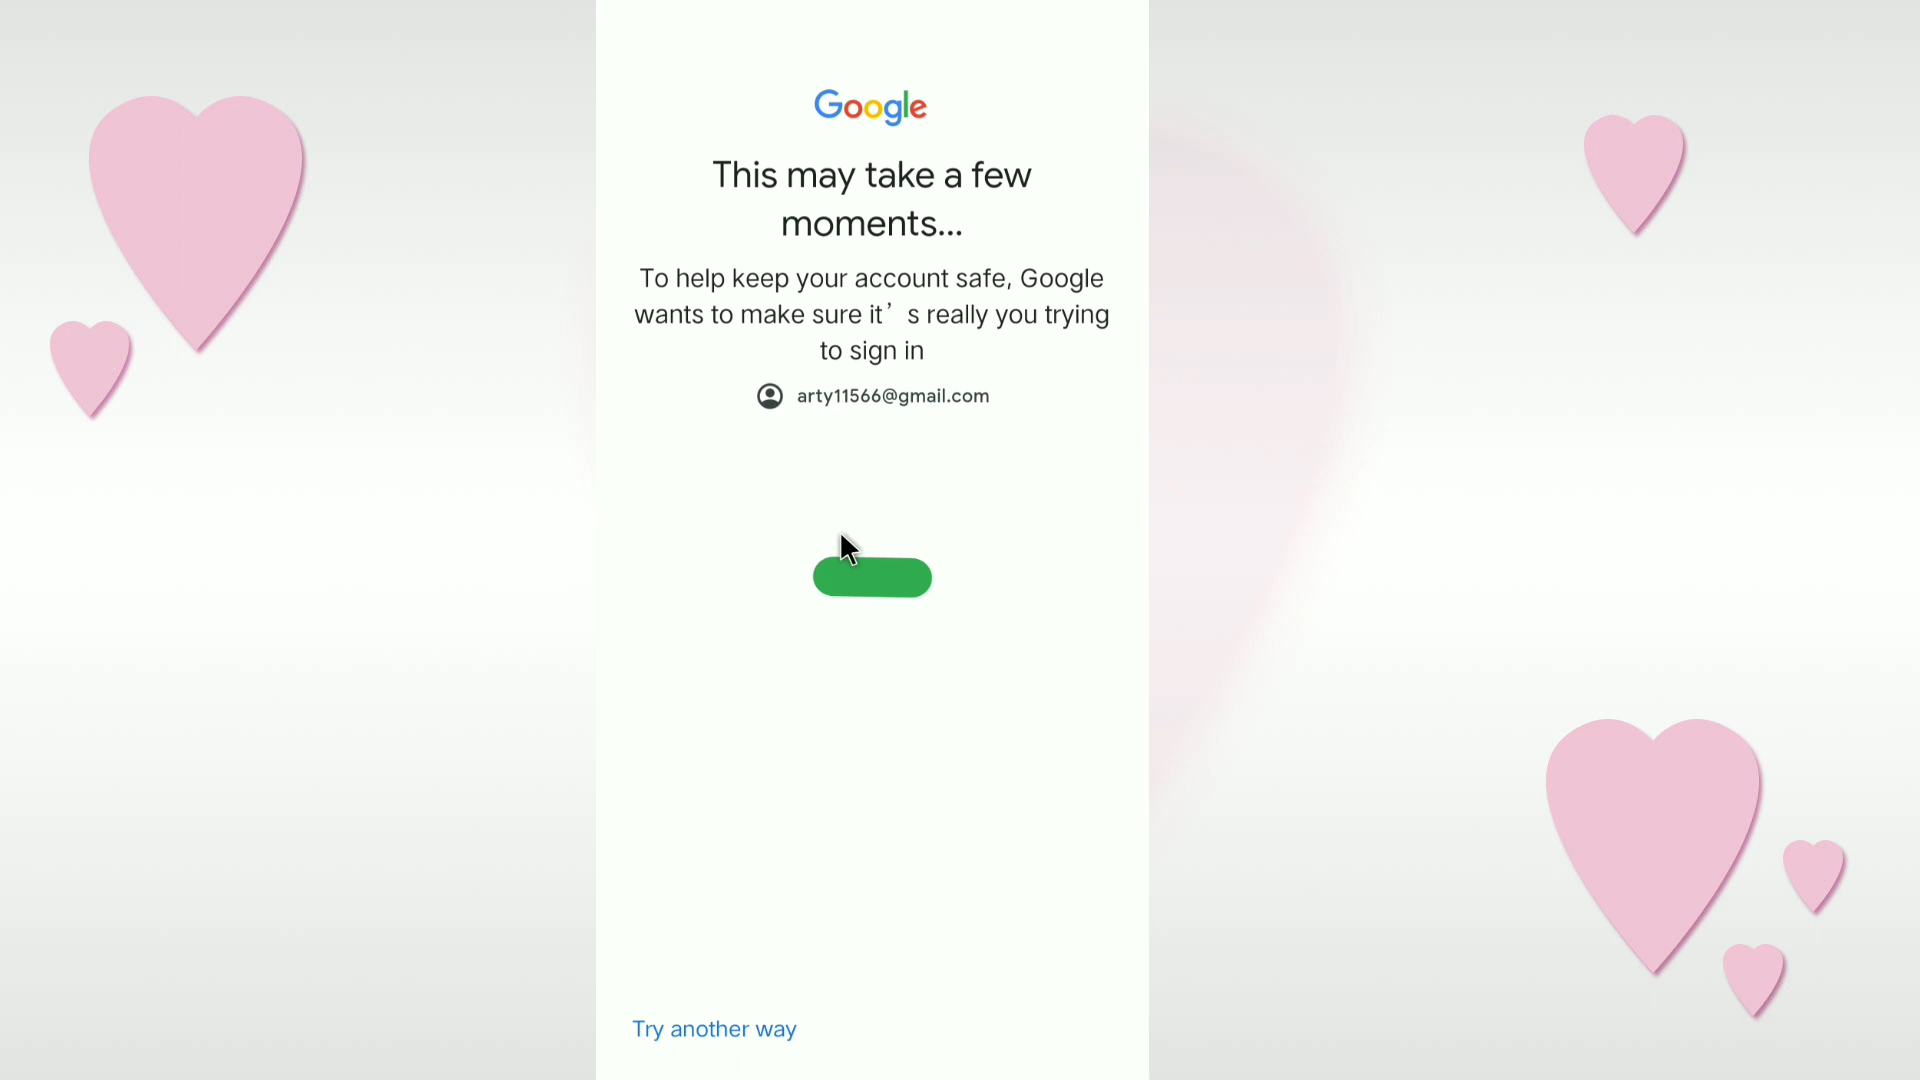 Google
This may take a few
moments...
To help keep your account safe, Google
wants to make sure it’s really you trying
to sign in
arty11566@gmail.com
Try another way